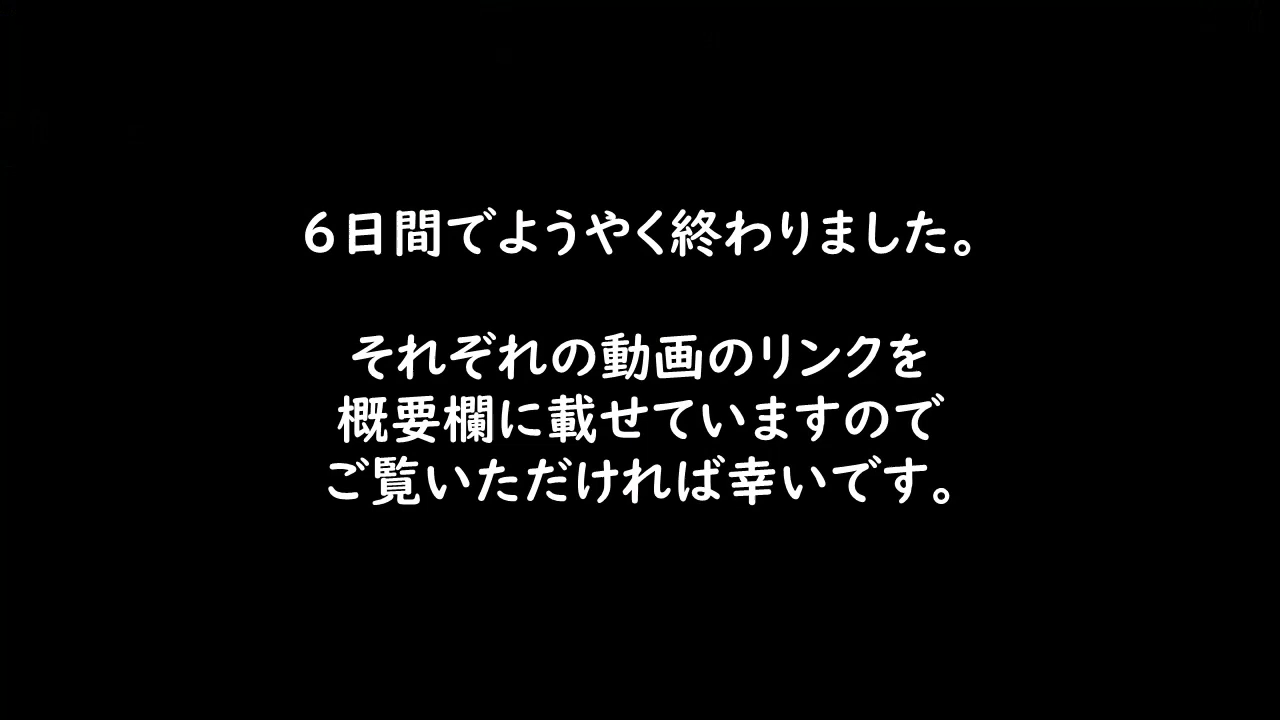 6日間でようやく終わりました。
それぞれの動画のリンクを
概要欄に載せていますので
ご覧いただければ幸いです。